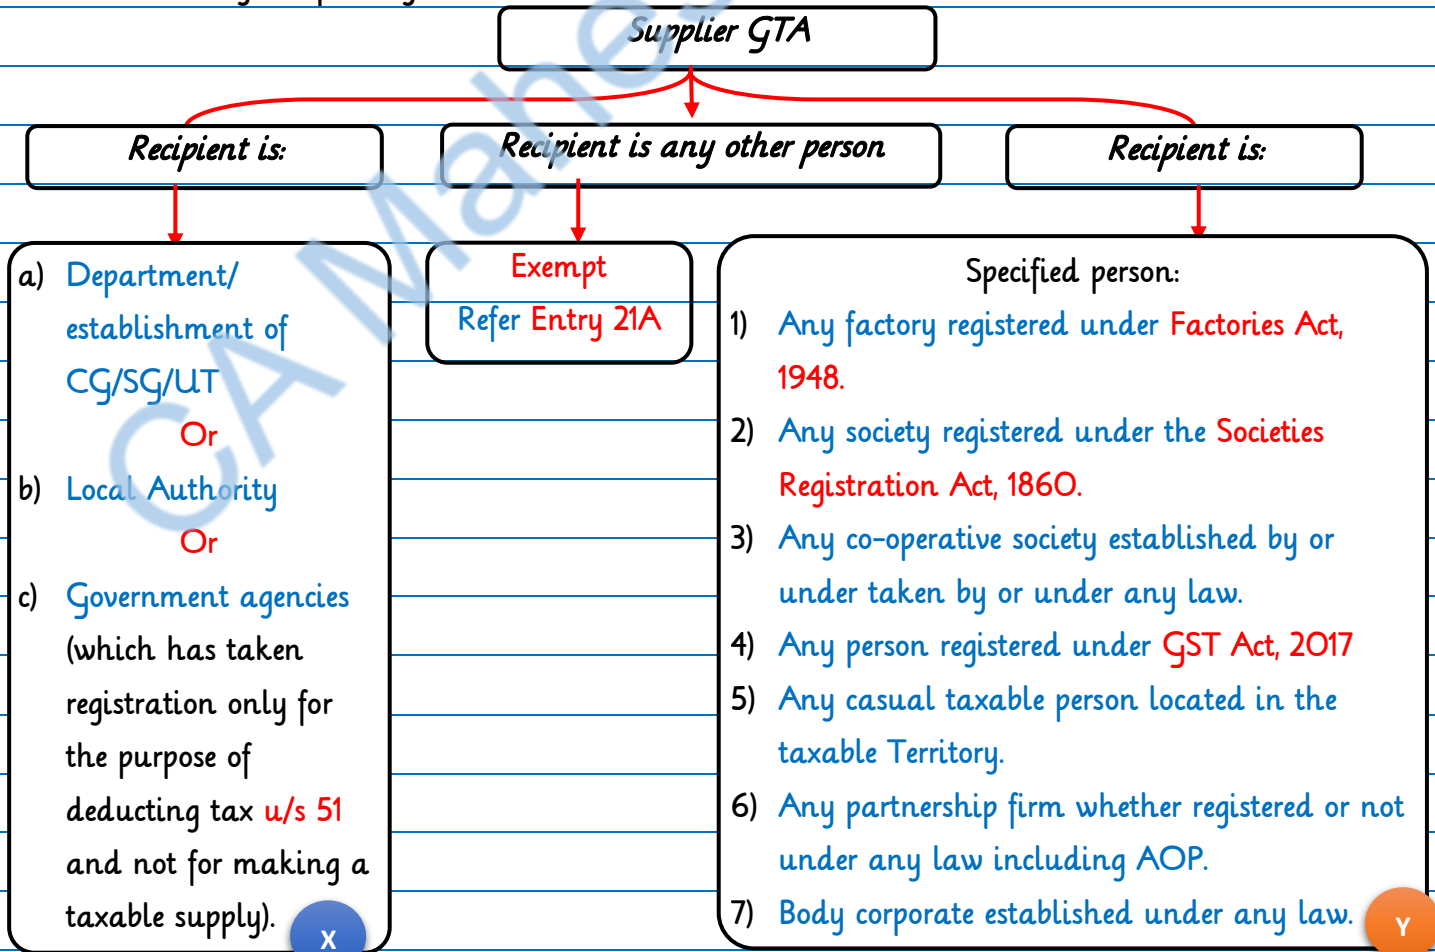 Supplier GTA
Recipient is:
Recipient is any other person
Recipient is:
a) Department/
establishment of
CG/SG/UT
Or
b) Local Authority
Or
c) Government agencies
(which has taken
registration only for
the purpose of
deducting tax u/s 51
and not for making a
taxable supply).
X
Exempt
Refer Entry 21A
Specified person:
1) Any factory registered under Factories Act,
1948.
2) Any society registered under the Societies
Registration Act, 1860.
3) Any co-operative society established by or
under taken by or under any law.
4) Any person registered under GST Act, 2017
5) Any casual taxable person located in the
taxable Territory.
6) Any partnership firm whether registered or not
under any law including AOP.
7) Body corporate established under any law.
Y
CA Mahes